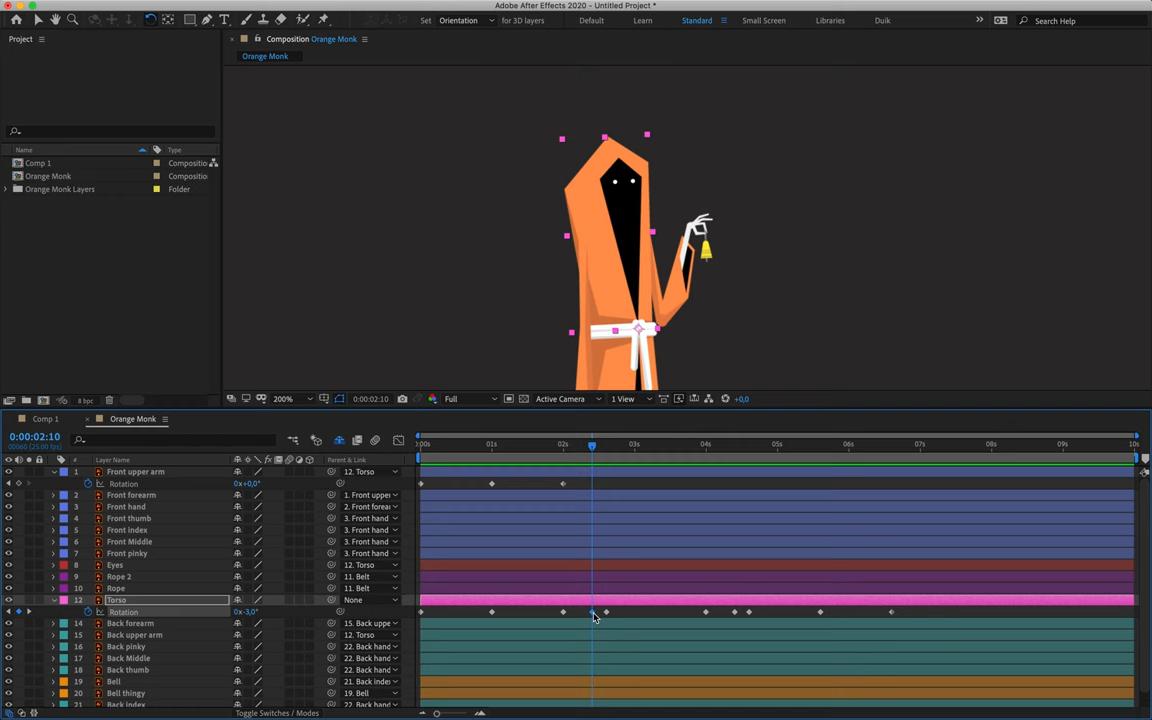 Adobe After Effects 2020 - Untitled Project *
Set Orientation for 3D layers Default Learn Standard Small Screen Libraries Duik Search Help
Project
Composition Orange Monk
Orange Monk
Name Type
Comp 1 Compositio
Orange Monk Compositio
Orange Monk Layers Folder
8 bpc
200% 0:00:02:10 Full Active Camera 1 View +0,0
Comp 1 Orange Monk
0:00:02:10
00060 (25.00 fps)
:00s 01s 02s 03s 04s 05s 06s 07s 08s 09s 10s
# Layer Name Parent & Link
1 Front upper arm 12. Torso
Rotation 0x+0,0°
2 Front forearm 1. Front upper
3 Front hand 2. Front forear
4 Front thumb 3. Front hand
5 Front index 3. Front hand
6 Front Middle 3. Front hand
7 Front pinky 3. Front hand
8 Eyes 12. Torso
9 Rope 2 11. Belt
10 Rope 11. Belt
12 Torso None
Rotation 0x-3,0°
14 Back forearm 15. Back uppe
15 Back upper arm 12. Torso
16 Back pinky 22. Back hand
17 Back Middle 22. Back hand
18 Back thumb 22. Back hand
19 Bell 21. Back index
20 Bell thingy 19. Bell
21 Back index 22. Back hand
Toggle Switches / Modes